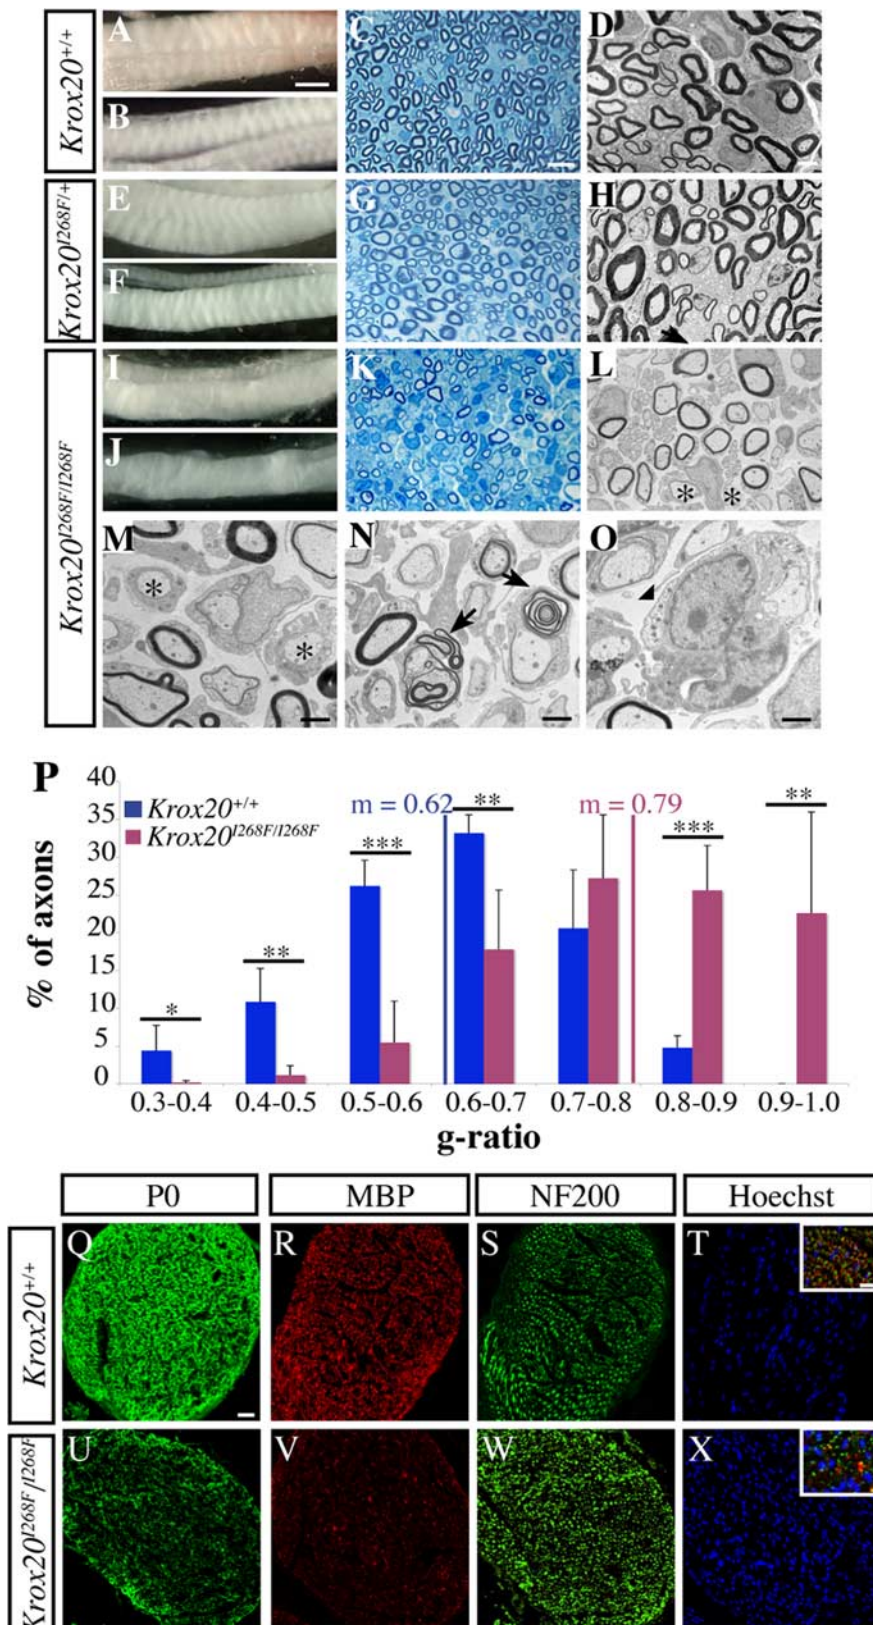 Krox20+/+
A
B
C
D
Krox20I268F/+
E
F
G
H
Krox20I268F/I268F
I
J
K
L
* *
M
N
O
* *
P
% of axons
40
35
30
25
20
15
10
5
0
Krox20+/+
Krox20I268F/I268F
m = 0.62
m = 0.79
*
**
***
**
***
**
0.3-0.4 0.4-0.5 0.5-0.6 0.6-0.7 0.7-0.8 0.8-0.9 0.9-1.0
g-ratio
P0 MBP NF200 Hoechst
Krox20+/+
Q R S T
Krox20I268F/I268F
U V W X